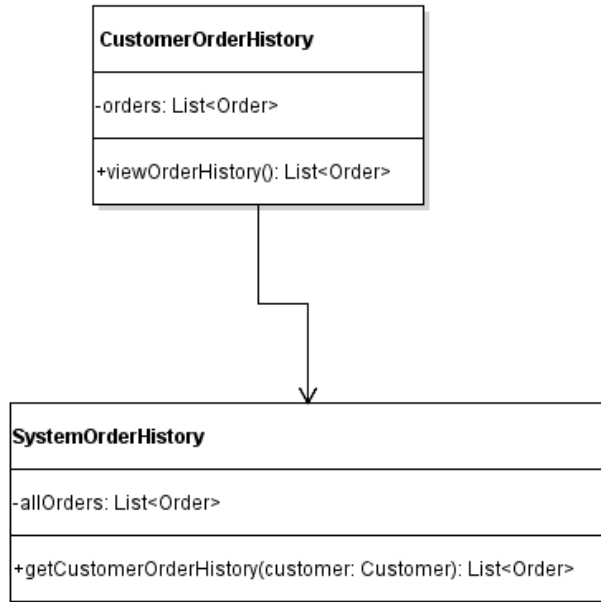 CustomerOrderHistory
-orders: List<Order>
+viewOrderHistory(): List<Order>
SystemOrderHistory
-allOrders: List<Order>
+getCustomerOrderHistory(customer: Customer): List<Order>